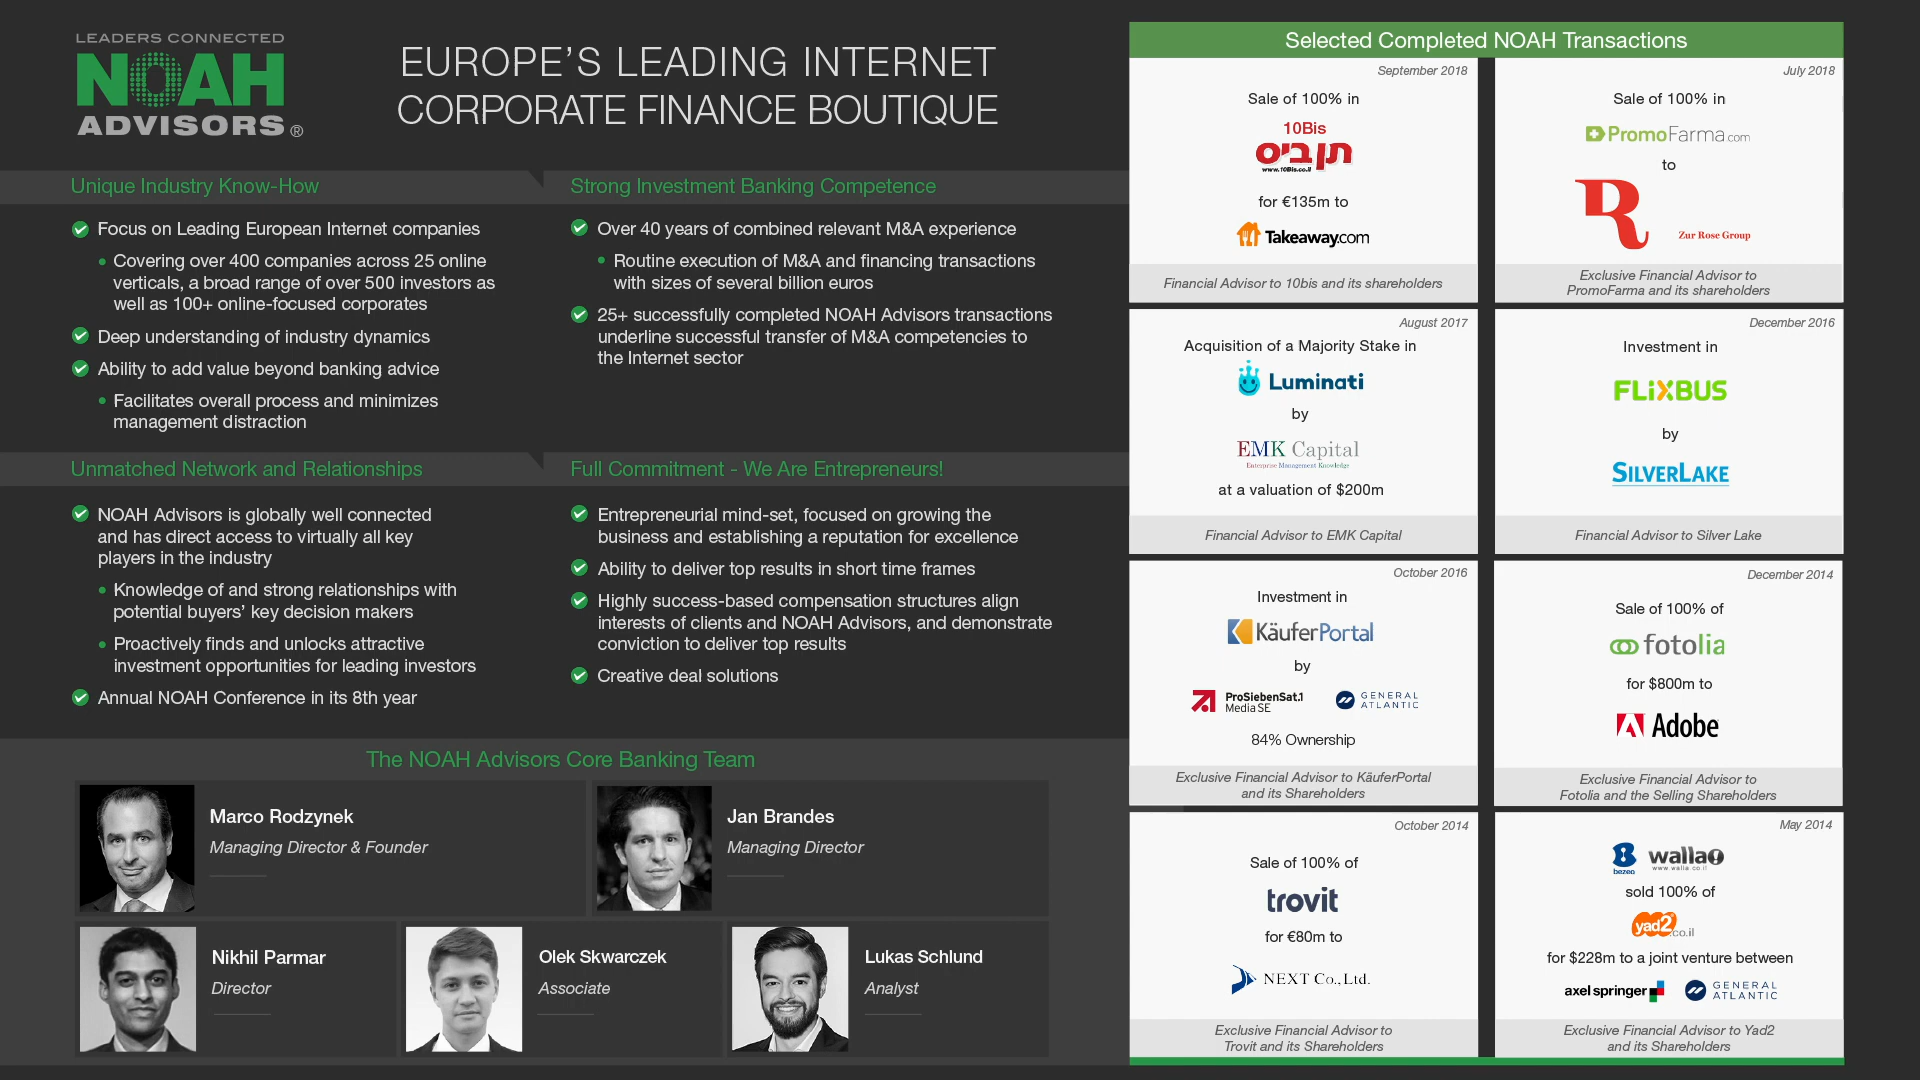 LEADERS CONNECTED
NOAH
ADVISORS ®
EUROPE’S LEADING INTERNET
CORPORATE FINANCE BOUTIQUE
Unique Industry Know-How
Focus on Leading European Internet companies
Covering over 400 companies across 25 online
verticals, a broad range of over 500 investors as
well as 100+ online-focused corporates
Deep understanding of industry dynamics
Ability to add value beyond banking advice
Facilitates overall process and minimizes
management distraction
Strong Investment Banking Competence
Over 40 years of combined relevant M&A experience
Routine execution of M&A and financing transactions
with sizes of several billion euros
25+ successfully completed NOAH Advisors transactions
underline successful transfer of M&A competencies to
the Internet sector
Unmatched Network and Relationships
NOAH Advisors is globally well connected
and has direct access to virtually all key
players in the industry
Knowledge of and strong relationships with
potential buyers’ key decision makers
Proactively finds and unlocks attractive
investment opportunities for leading investors
Annual NOAH Conference in its 8th year
Full Commitment - We Are Entrepreneurs!
Entrepreneurial mind-set, focused on growing the
business and establishing a reputation for excellence
Ability to deliver top results in short time frames
Highly success-based compensation structures align
interests of clients and NOAH Advisors, and demonstrate
conviction to deliver top results
Creative deal solutions
The NOAH Advisors Core Banking Team
Marco Rodzynek
Managing Director & Founder
Jan Brandes
Managing Director
Nikhil Parmar
Director
Olek Skwarczek
Associate
Lukas Schlund
Analyst
Selected Completed NOAH Transactions
September 2018
Sale of 100% in
10Bis
תן ביס
www.10Bis.co.il
for €135m to
Takeaway.com
Financial Advisor to 10bis and its shareholders
July 2018
Sale of 100% in
PromoFarma.com
to
R
Zur Rose Group
Exclusive Financial Advisor to
PromoFarma and its shareholders
August 2017
Acquisition of a Majority Stake in
Luminati
by
EMK Capital
Enterprise Management Knowledge
at a valuation of $200m
Financial Advisor to EMK Capital
December 2016
Investment in
FLiXBUS
by
SILVERLAKE
Financial Advisor to Silver Lake
October 2016
Investment in
KäuferPortal
by
ProSiebenSat.1
Media SE
GENERAL
ATLANTIC
84% Ownership
Exclusive Financial Advisor to KäuferPortal
and its Shareholders
December 2014
Sale of 100% of
fotolia
for $800m to
Adobe
Exclusive Financial Advisor to
Fotolia and the Selling Shareholders
October 2014
Sale of 100% of
trovit
for €80m to
NEXT Co., Ltd.
Exclusive Financial Advisor to
Trovit and its Shareholders
May 2014
bezeq
walla!
www.walla.co.il
sold 100% of
yad2.co.il
for $228m to a joint venture between
axel springer
GENERAL
ATLANTIC
Exclusive Financial Advisor to Yad2
and its Shareholders